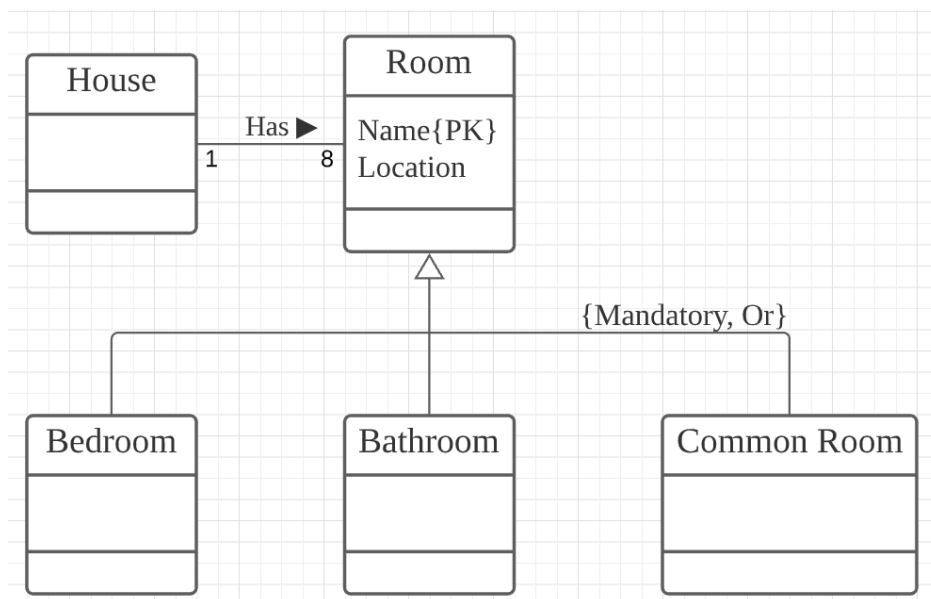 House
Room
Has ▶
1
8
Name{PK}
Location
{Mandatory, Or}
Bedroom
Bathroom
Common Room